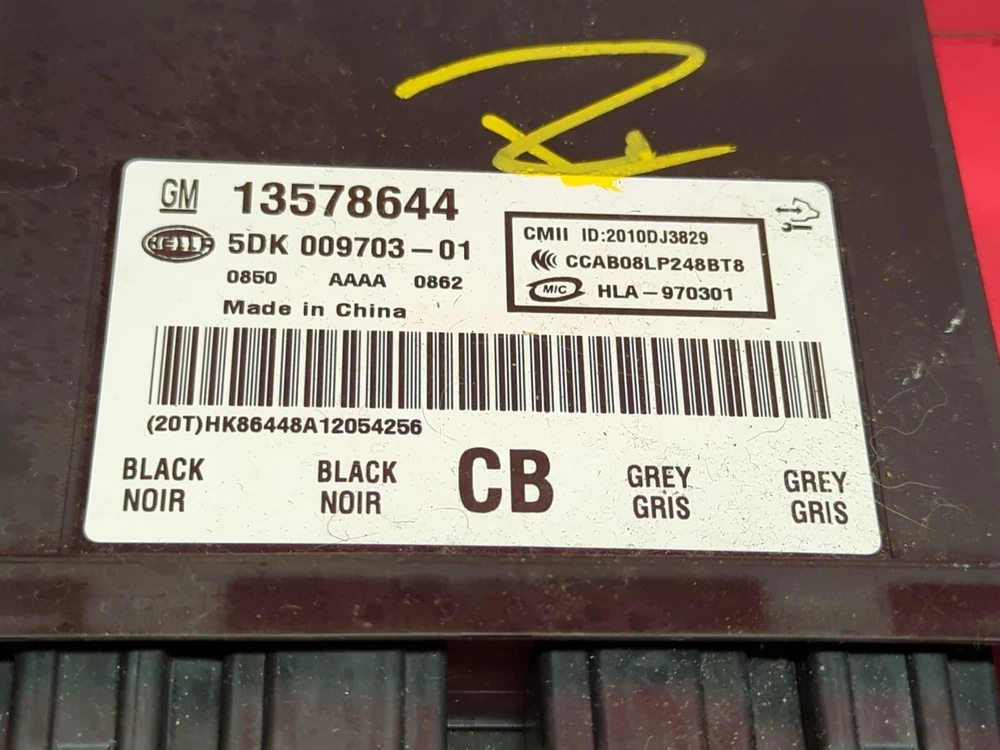 GM 13578644
HELLA 5DK 009703-01
0850 AAAA 0862
Made in China
CMII ID:2010DJ3829
CCC CCAB08LP248BT8
MIC HLA-970301
(20T)HK86448A12054256
BLACK NOIR
BLACK NOIR
CB
GREY GRIS
GREY GRIS